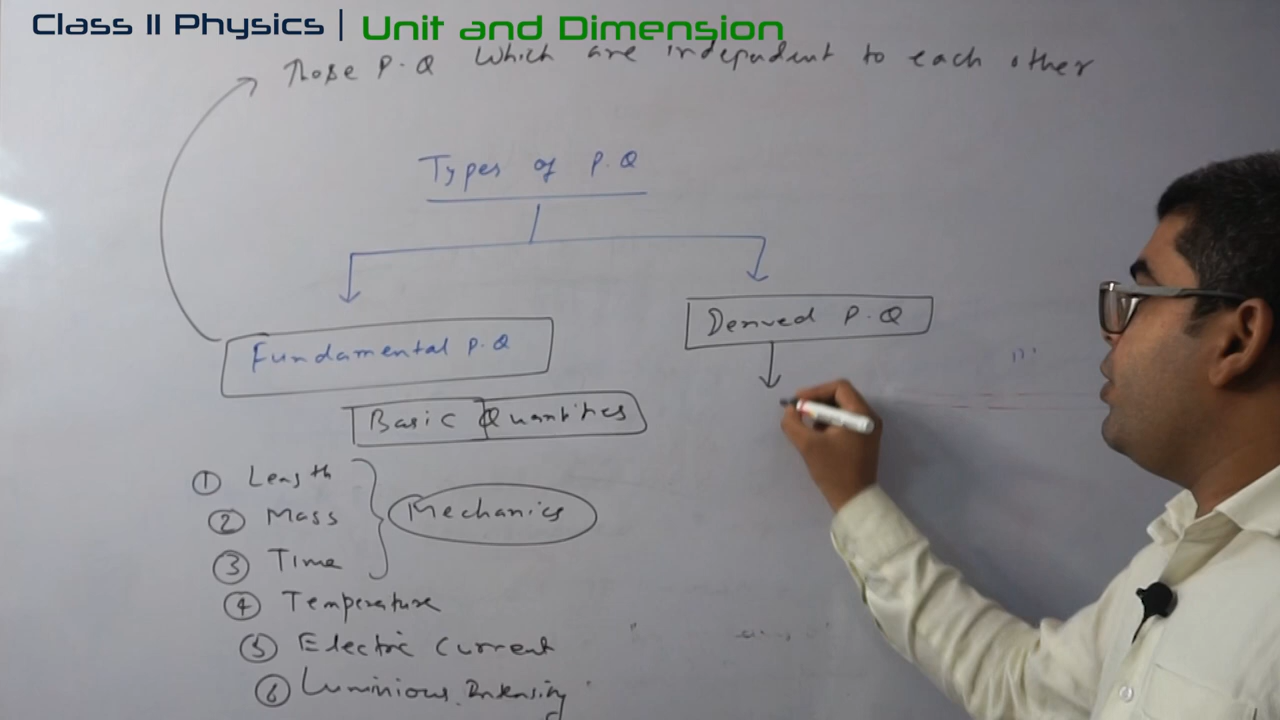 Class 11 Physics | Unit and Dimension
Those P.Q which are independent to each other
Types of P.Q
Fundamental P.Q
Derived P.Q
Basic Quantities
① Length
② Mass
③ Time
Mechanics
④ Temperature
⑤ Electric Current
⑥ Luminious Intensity